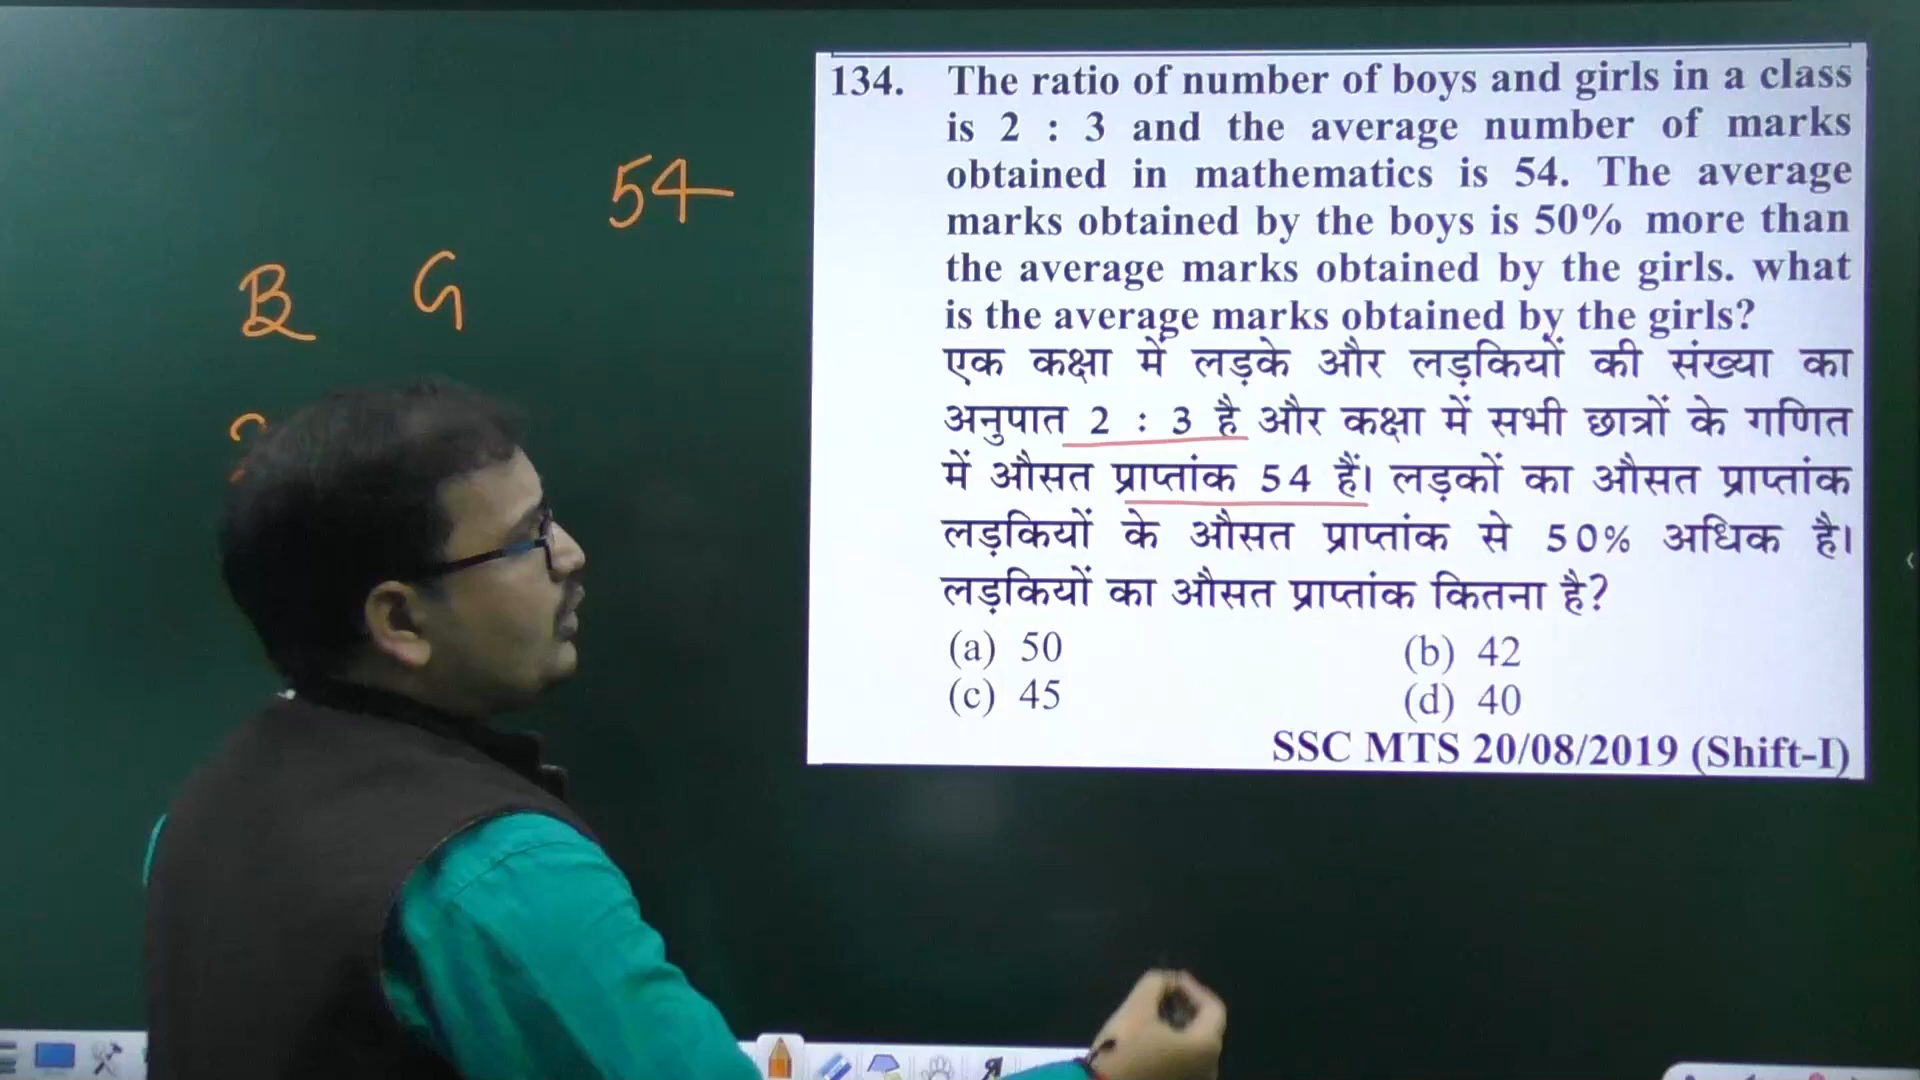 54
B G
2
134. The ratio of number of boys and girls in a class
is 2 : 3 and the average number of marks
obtained in mathematics is 54. The average
marks obtained by the boys is 50% more than
the average marks obtained by the girls. what
is the average marks obtained by the girls?
एक कक्षा में लड़के और लड़कियों की संख्या का
अनुपात 2 : 3 है और कक्षा में सभी छात्रों के गणित
में औसत प्राप्तांक 54 हैं। लड़कों का औसत प्राप्तांक
लड़कियों के औसत प्राप्तांक से 50% अधिक है।
लड़कियों का औसत प्राप्तांक कितना है?
(a) 50 (b) 42
(c) 45 (d) 40
SSC MTS 20/08/2019 (Shift-I)